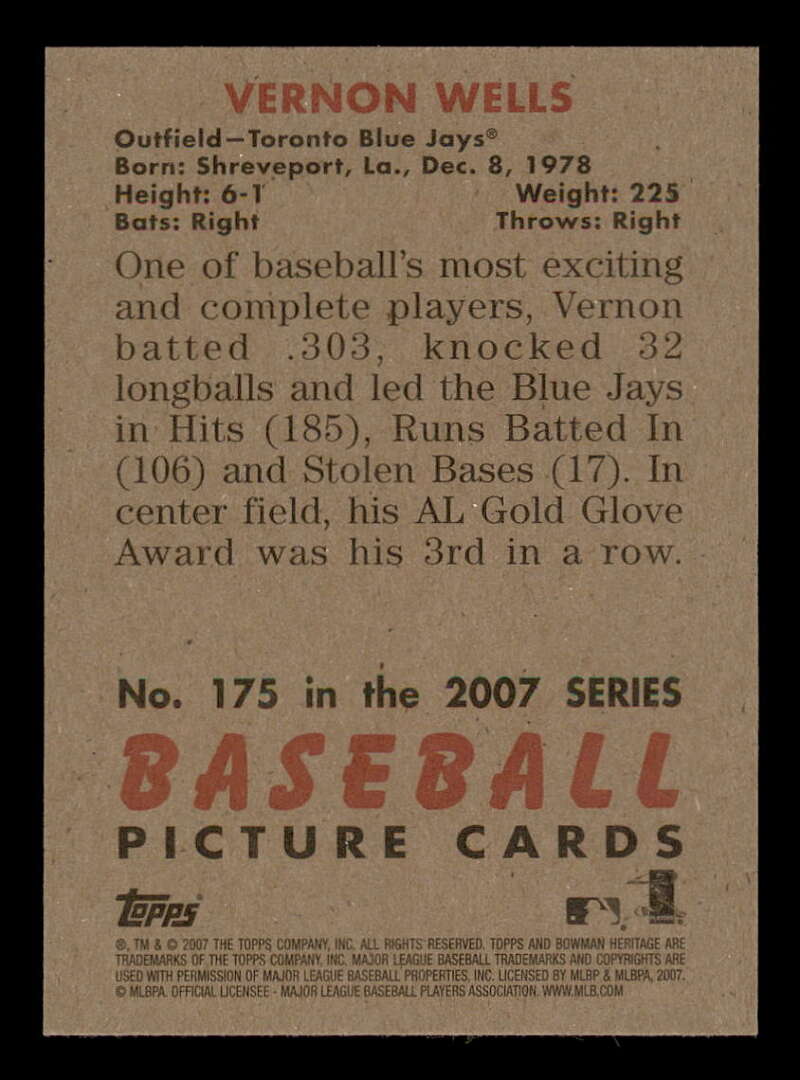 VERNON WELLS
Outfield—Toronto Blue Jays®
Born: Shreveport, La., Dec. 8, 1978
Height: 6-1 Weight: 225
Bats: Right Throws: Right
One of baseball's most exciting
and complete players, Vernon
batted .303, knocked 32
longballs and led the Blue Jays
in Hits (185), Runs Batted In
(106) and Stolen Bases (17). In
center field, his AL Gold Glove
Award was his 3rd in a row.
No. 175 in the 2007 SERIES
BASEBALL
PICTURE CARDS
Topps
®, TM & © 2007 THE TOPPS COMPANY, INC. ALL RIGHTS RESERVED. TOPPS AND BOWMAN HERITAGE ARE
TRADEMARKS OF THE TOPPS COMPANY, INC. MAJOR LEAGUE BASEBALL TRADEMARKS AND COPYRIGHTS ARE
USED WITH PERMISSION OF MAJOR LEAGUE BASEBALL PROPERTIES, INC. LICENSED BY MLBP & MLBPA, 2007.
© MLBPA. OFFICIAL LICENSEE - MAJOR LEAGUE BASEBALL PLAYERS ASSOCIATION. WWW.MLB.COM